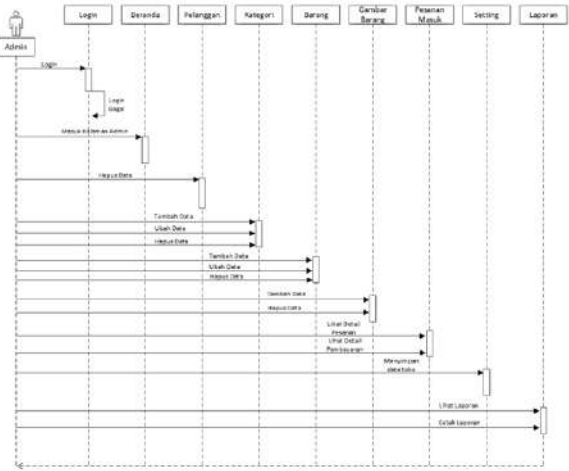 Login
Beranda
Pelanggan
Kategori
Barang
Gambar
Barang
Pesanan
Masuk
Setting
Laporan
Admin
Login
Login
Gagal
Masuk Halaman Admin
Hapus Data
Tambah Data
Ubah Data
Hapus Data
Tambah Data
Ubah Data
Hapus Data
Tambah Data
Hapus Data
Lihat Detail
Pesanan
Lihat Detail
Pembayaran
Menyimpan
data toko
Lihat Laporan
Cetak Laporan